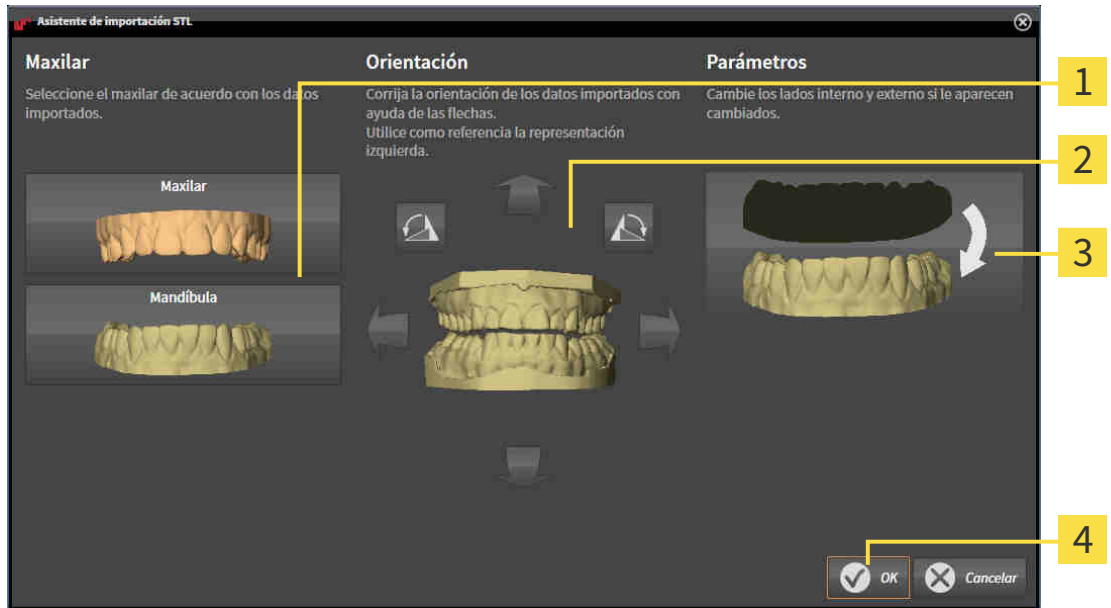 Asistente de importación STL
Maxilar
Seleccione el maxilar de acuerdo con los datos
importados.
Maxilar
Mandíbula
Orientación
Corrija la orientación de los datos importados con
ayuda de las flechas.
Utilice como referencia la representación
izquierda.
Parámetros
Cambie los lados interno y externo si le aparecen
cambiados.
OK
Cancelar
1
2
3
4